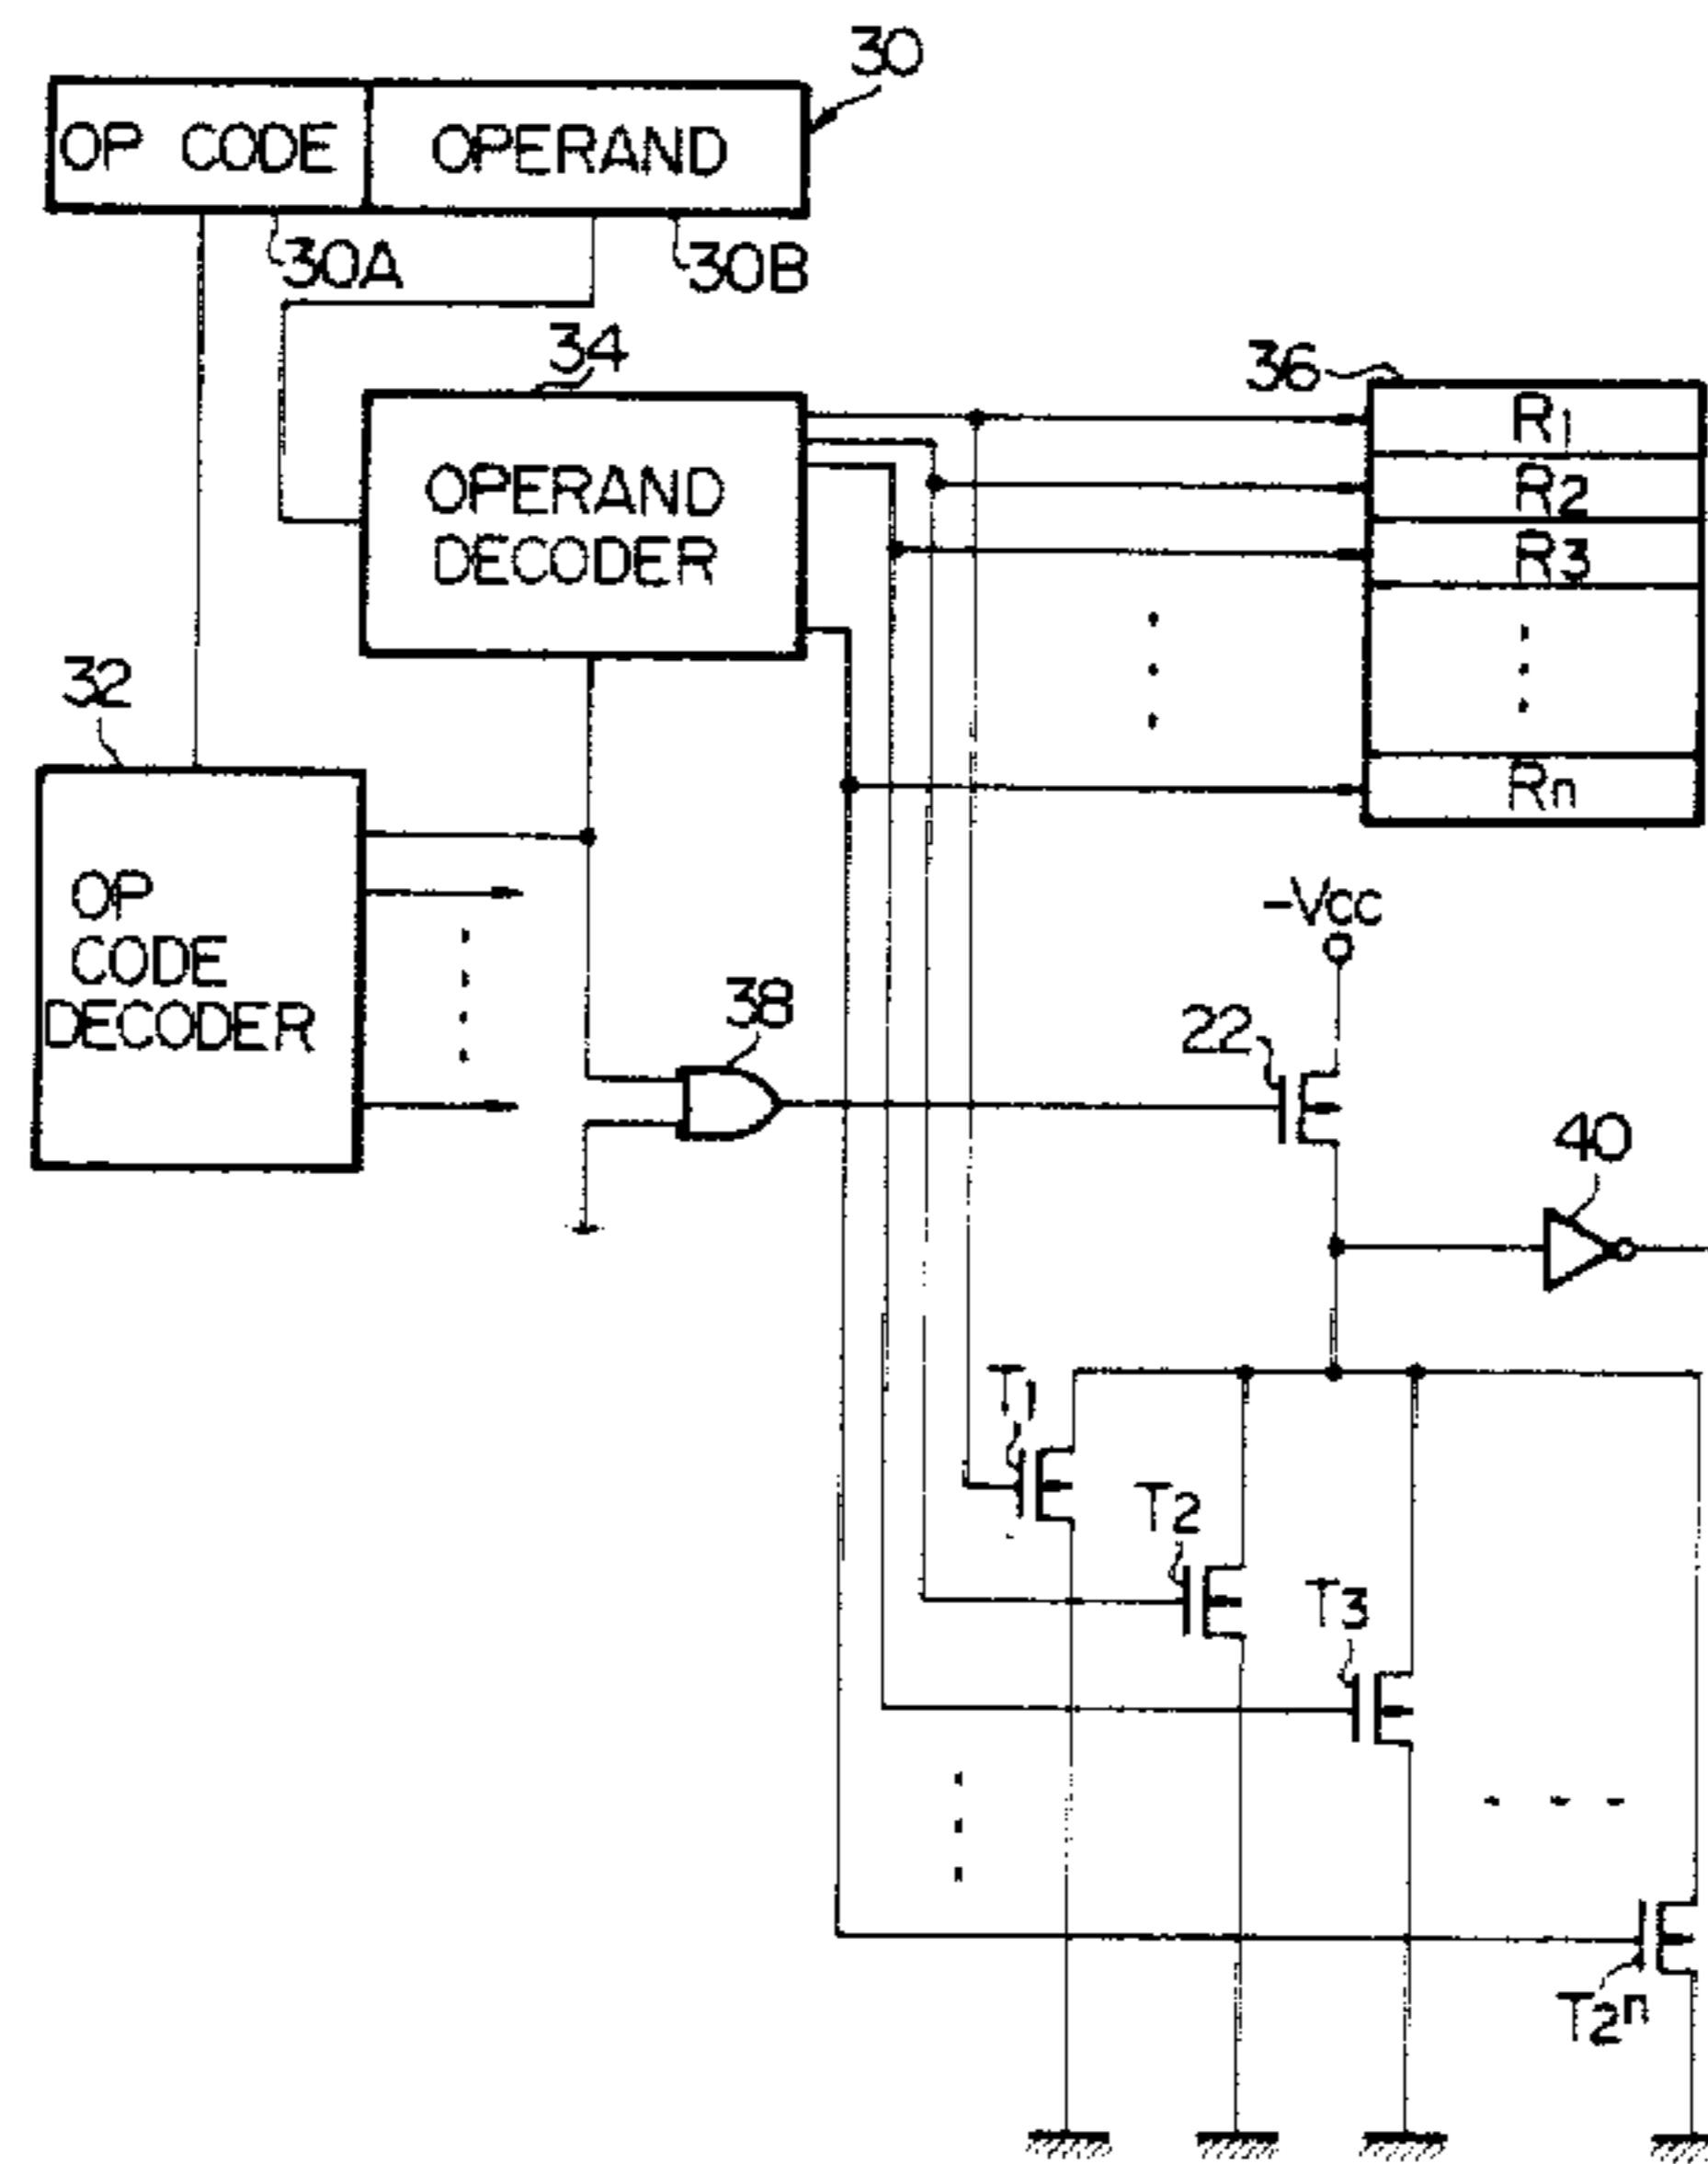 30
OP CODE OPERAND
30A 30B
34
36
R1
OPERAND
DECODER
R2
R3
32
Rn
OP
CODE
DECODER
-Vcc
38
22
40
T1
T2
T3
T2n